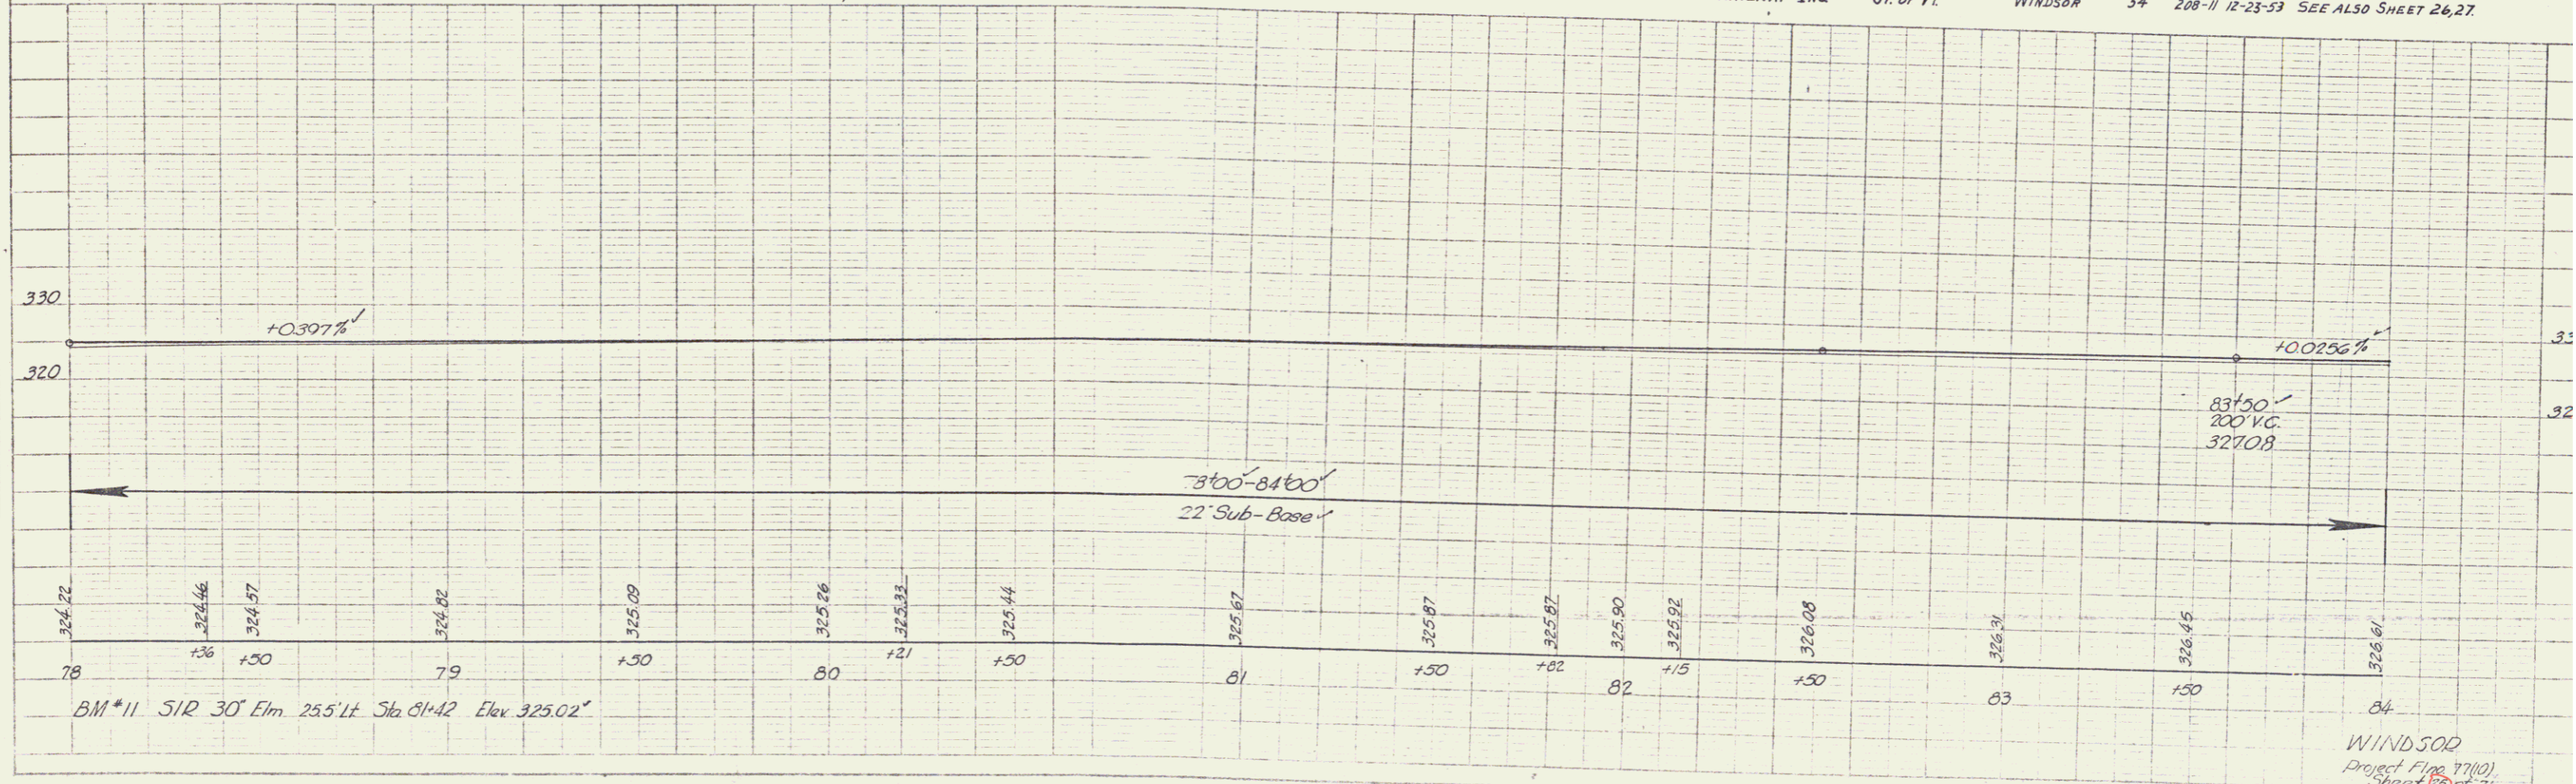 WINDSOR 34 208-11 12-23-53 SEE ALSO SHEET 26,27.
330
+0.397% ✓
320
+0.0256% ✓
83+50 ✓
200' V.C.
327.08
8+00 ✓-84+00 ✓
22" Sub-Base ✓
324.22 324.46 324.57 324.82 325.09 325.26 325.33 325.44 325.67 325.87 325.87 325.90 325.92 326.08 326.31 326.45 326.61
78 +36 +50 79 +50 80 +21 +50 81 +50 +82 82 +15 +50 83 +50 84
BM #11 SIR 30" Elm 25.5' Lt Sta 81+42 Elev 325.02 ✓
WINDSOR
Project 77(10)
Sheet